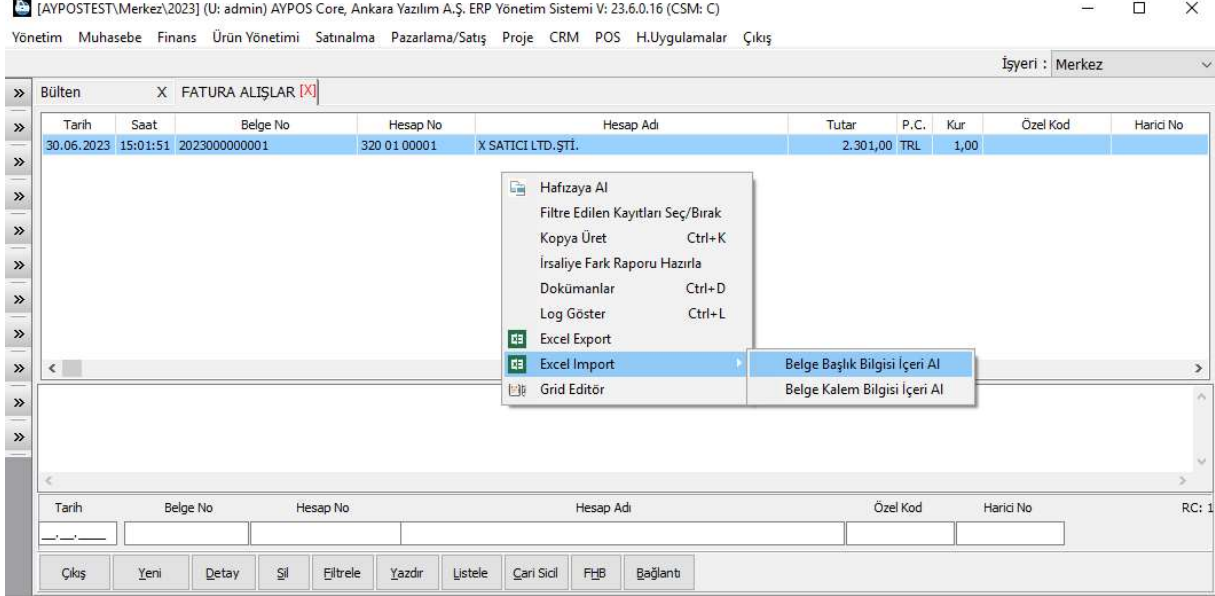 [AYPOSTEST\Merkez\2023] (U: admin) AYPOS Core, Ankara Yazılım A.Ş. ERP Yönetim Sistemi V: 23.6.0.16 (CSM: C)
Yönetim Muhasebe Finans Ürün Yönetimi Satınalma Pazarlama/Satış Proje CRM POS H.Uygulamalar Çıkış
İşyeri : Merkez
Bülten X FATURA ALIŞLAR [X]
Tarih Saat Belge No Hesap No Hesap Adı Tutar P.C. Kur Özel Kod Harici No
30.06.2023 15:01:51 2023000000001 320 01 00001 X SATICI LTD.ŞTİ. 2.301,00 TRL 1,00
Hafızaya Al
Filtre Edilen Kayıtları Seç/Bırak
Kopya Üret Ctrl+K
İrsaliye Fark Raporu Hazırla
Dokümanlar Ctrl+D
Log Göster Ctrl+L
Excel Export
Excel Import
Grid Editör
Belge Başlık Bilgisi İçeri Al
Belge Kalem Bilgisi İçeri Al
Tarih Belge No Hesap No Hesap Adı Özel Kod Harici No RC: 1
__.__.____
Çıkış Yeni Detay Sil Filtrele Yazdır Listele Cari Sicil FHB Bağlantı